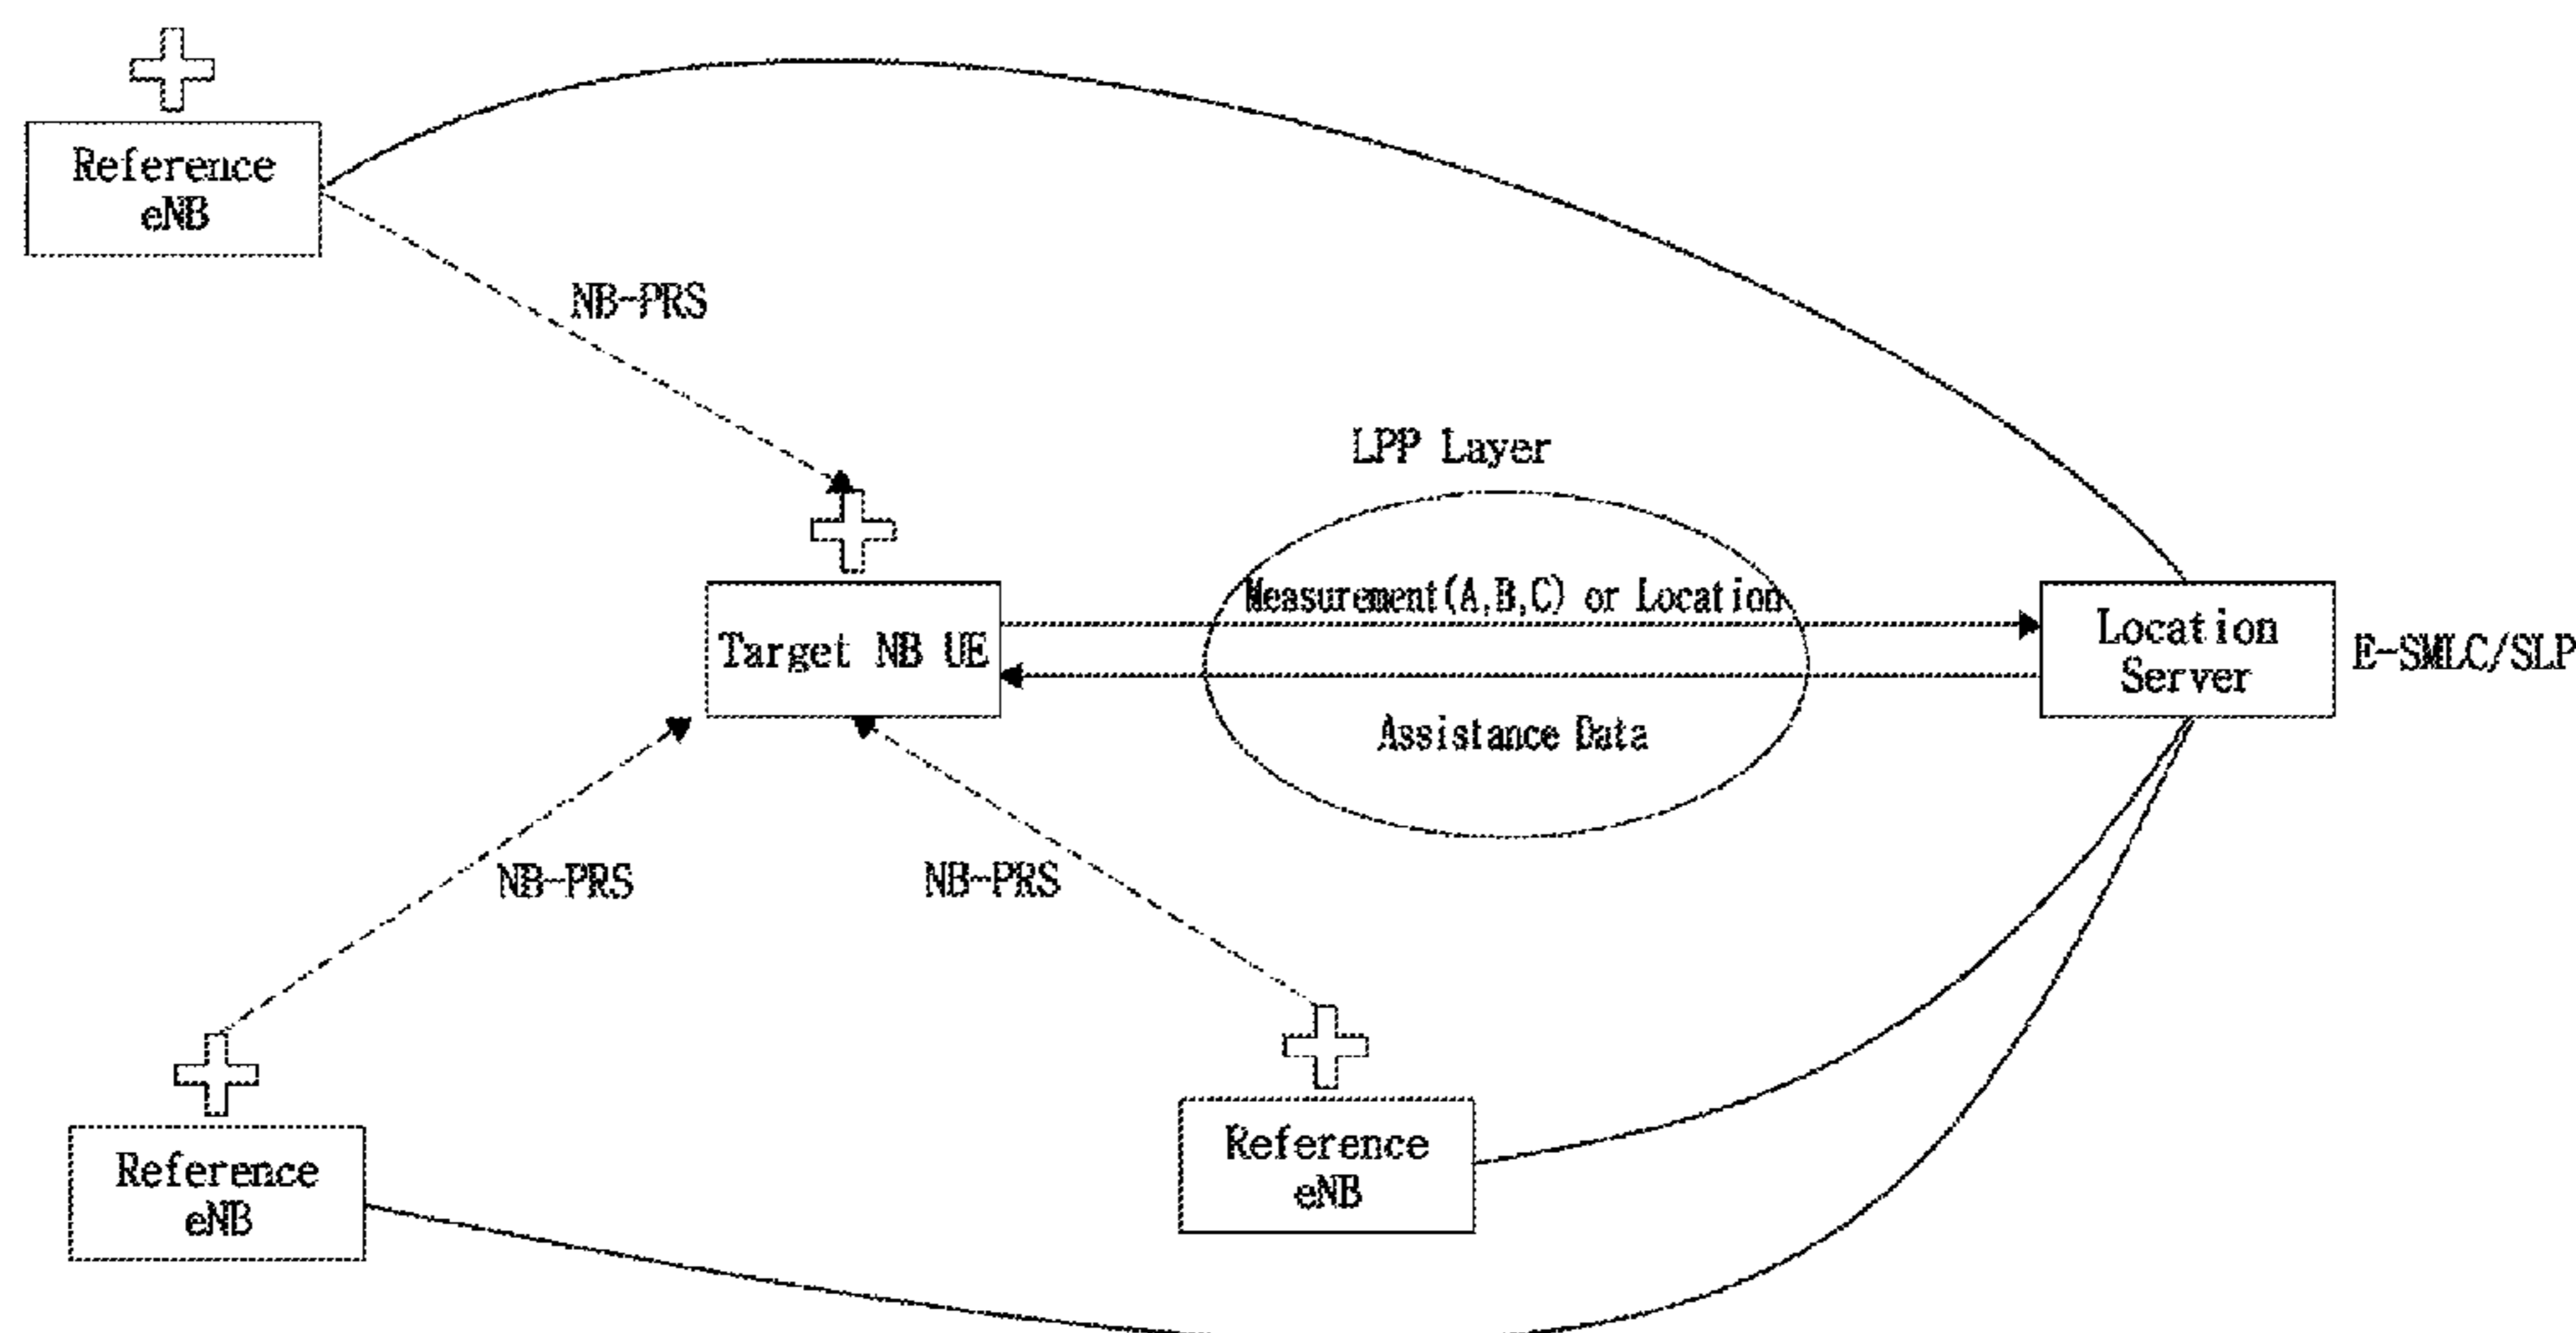 Reference
eNB
NB-PRS
LPP Layer
Measurement(A,B,C) or Location
Target NB UE
Location
Server
E-SMLC/SLP
Assistance Data
NB-PRS
NB-PRS
Reference
eNB
Reference
eNB